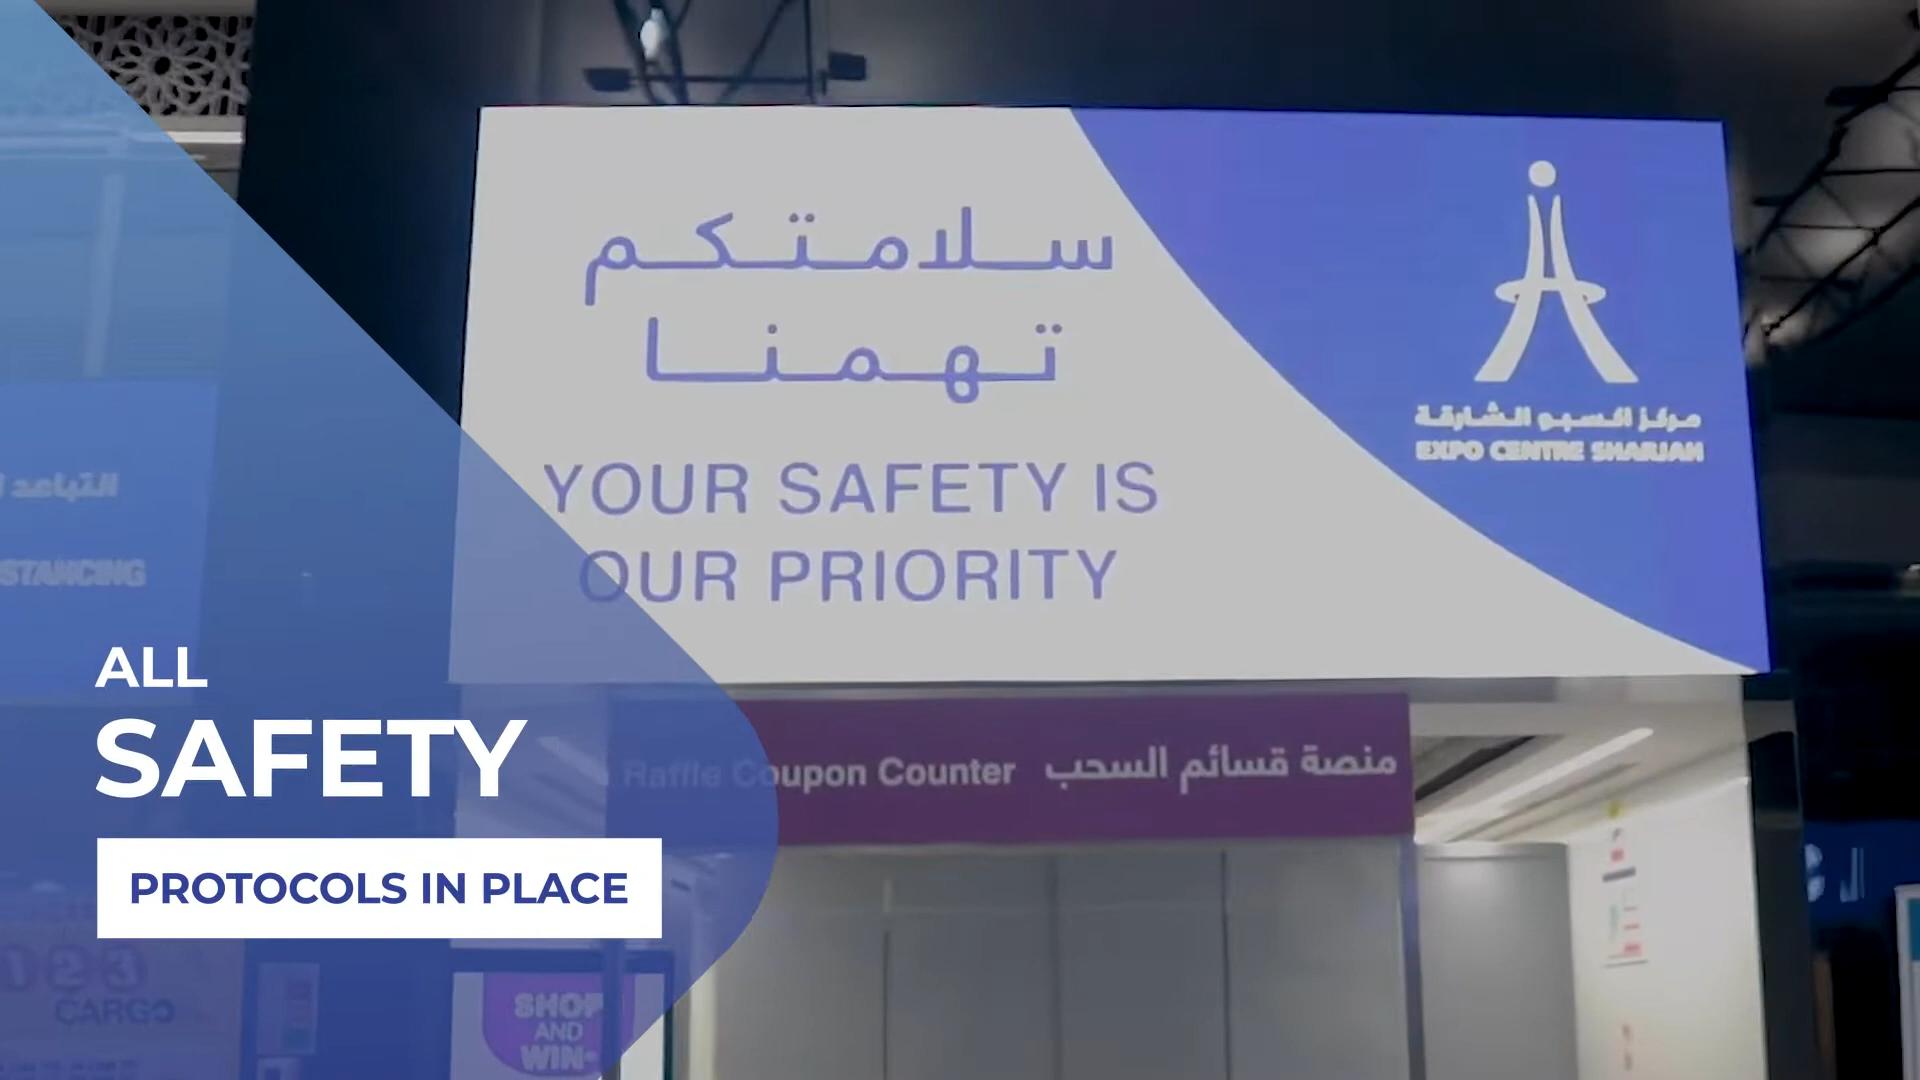 سلامتكم
تهمنا
YOUR SAFETY IS
OUR PRIORITY
مركز اكسبو الشارقة
EXPO CENTRE SHARJAH
التباعد
STANCING
ALL
SAFETY
PROTOCOLS IN PLACE
Raffle Coupon Counter منصة قسائم السحب
123
CARGO
SHOP
AND
WIN